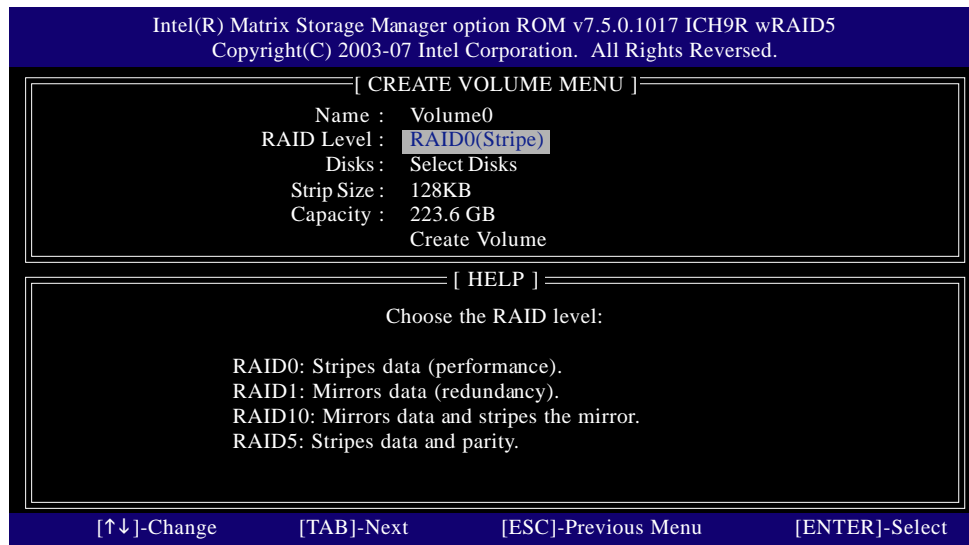 Intel(R) Matrix Storage Manager option ROM v7.5.0.1017 ICH9R wRAID5
Copyright(C) 2003-07 Intel Corporation. All Rights Reversed.
[ CREATE VOLUME MENU ]
Name : Volume0
RAID Level : RAID0(Stripe)
Disks : Select Disks
Strip Size : 128KB
Capacity : 223.6 GB
Create Volume
[ HELP ]
Choose the RAID level:
RAID0: Stripes data (performance).
RAID1: Mirrors data (redundancy).
RAID10: Mirrors data and stripes the mirror.
RAID5: Stripes data and parity.
[↑↓]-Change [TAB]-Next [ESC]-Previous Menu [ENTER]-Select